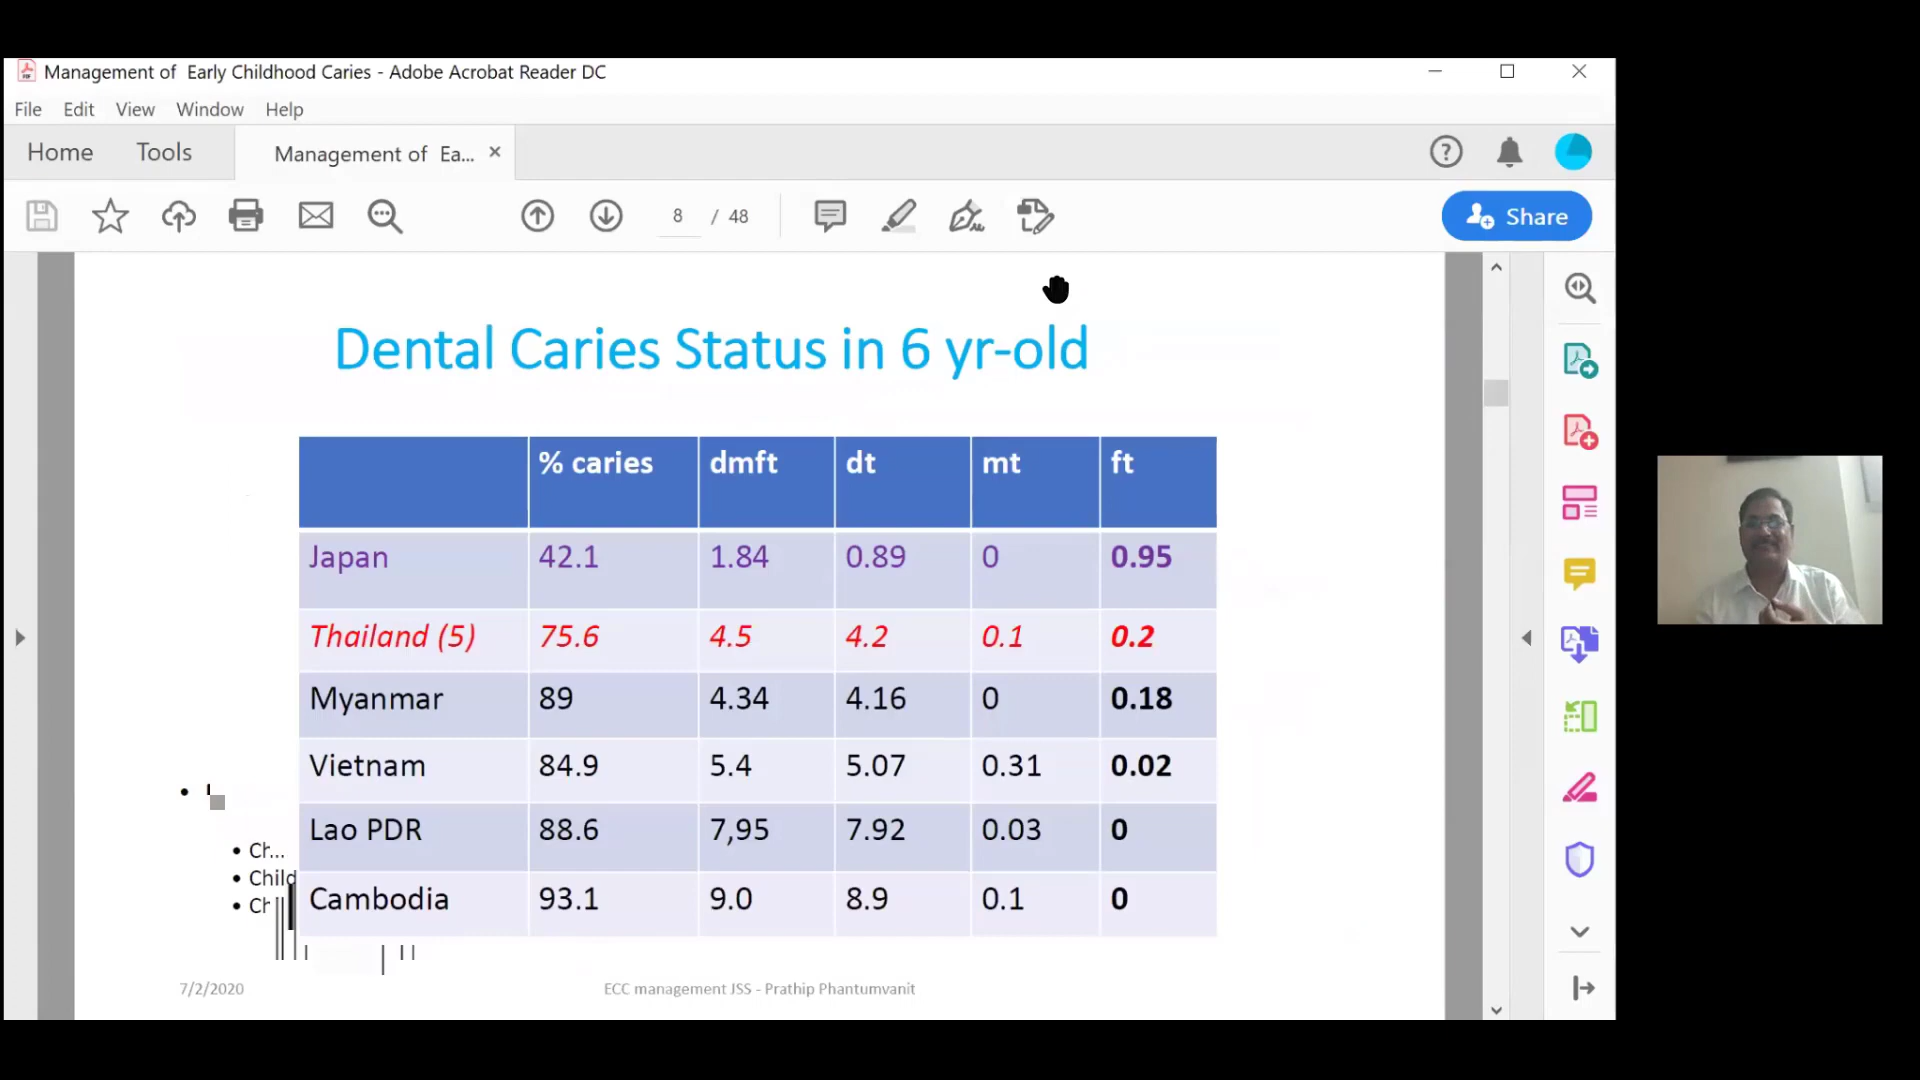 Management of Early Childhood Caries - Adobe Acrobat Reader DC
File Edit View Window Help
Home Tools Management of Ea...
8 / 48
Share
Dental Caries Status in 6 yr-old
% caries dmft dt mt ft
Japan 42.1 1.84 0.89 0 0.95
Thailand (5) 75.6 4.5 4.2 0.1 0.2
Myanmar 89 4.34 4.16 0 0.18
Vietnam 84.9 5.4 5.07 0.31 0.02
Lao PDR 88.6 7,95 7.92 0.03 0
Cambodia 93.1 9.0 8.9 0.1 0
7/2/2020 ECC management JSS - Prathip Phantumvanit